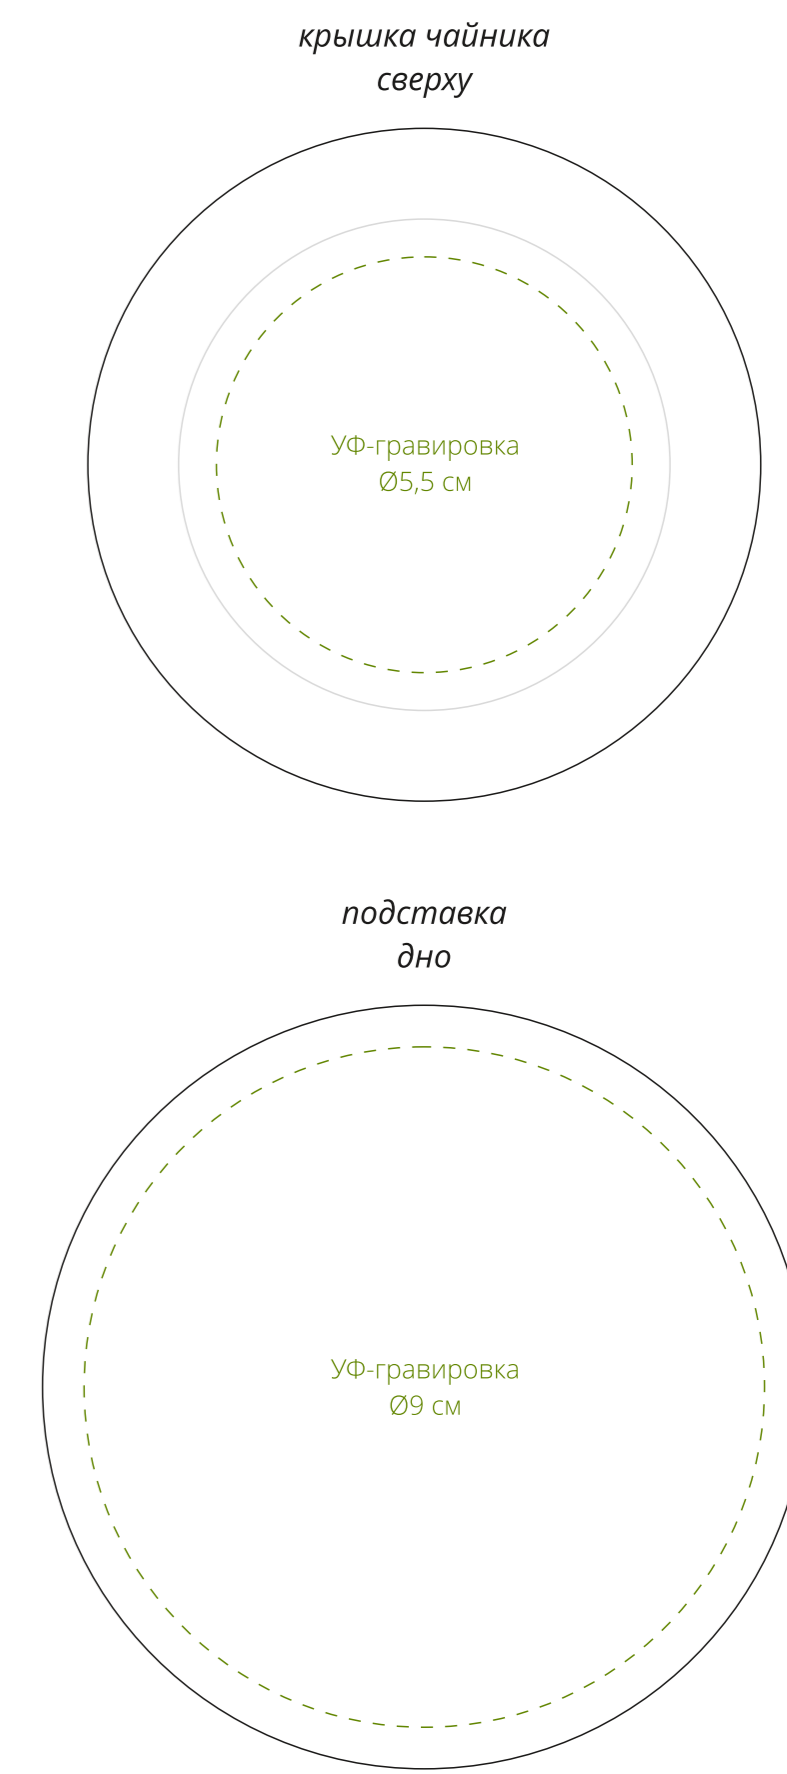 крышка чайника
сверху
УФ-гравировка
Ø5,5 см
подставка
дно
УФ-гравировка
Ø9 см